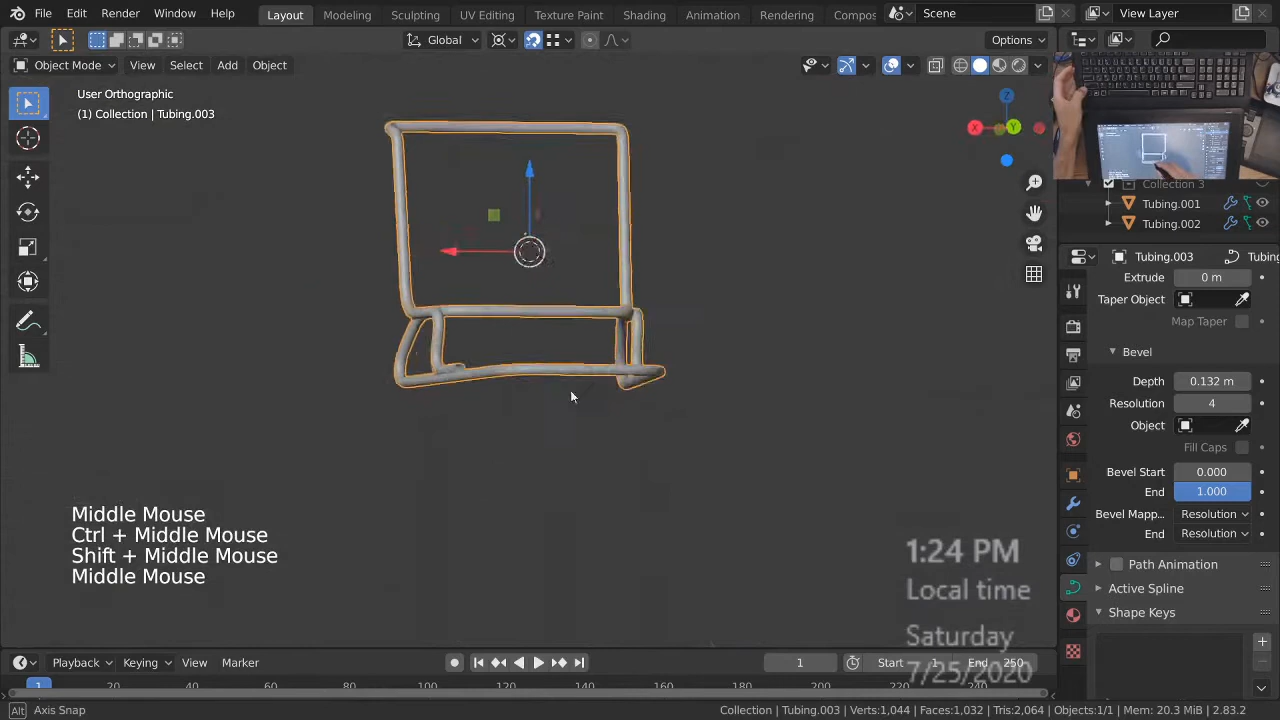 File Edit Render Window Help Layout Modeling Sculpting UV Editing Texture Paint Shading Animation Rendering Compos Scene View Layer
Global Options
Object Mode View Select Add Object
User Orthographic
(1) Collection | Tubing.003
Z
X
Y
Collection 3
Tubing.001
Tubing.002
Tubing.003
Extrude 0 m
Taper Object
Map Taper
Bevel
Depth 0.132 m
Resolution 4
Object
Fill Caps
Bevel Start 0.000
End 1.000
Bevel Mapp... Resolution
End Resolution
Path Animation
Active Spline
Shape Keys
Middle Mouse
Ctrl + Middle Mouse
Shift + Middle Mouse
Middle Mouse
1:24 PM
Local time
Saturday
7/25/2020
Playback Keying View Marker 1 Start 1 End 250
1 20 80 100 120 140 160
Alt Axis Snap Collection | Tubing.003 | Verts:1,044 | Faces:1,032 | Tris:2,064 | Objects:1/1 | Mem: 20.3 MiB | 2.83.2